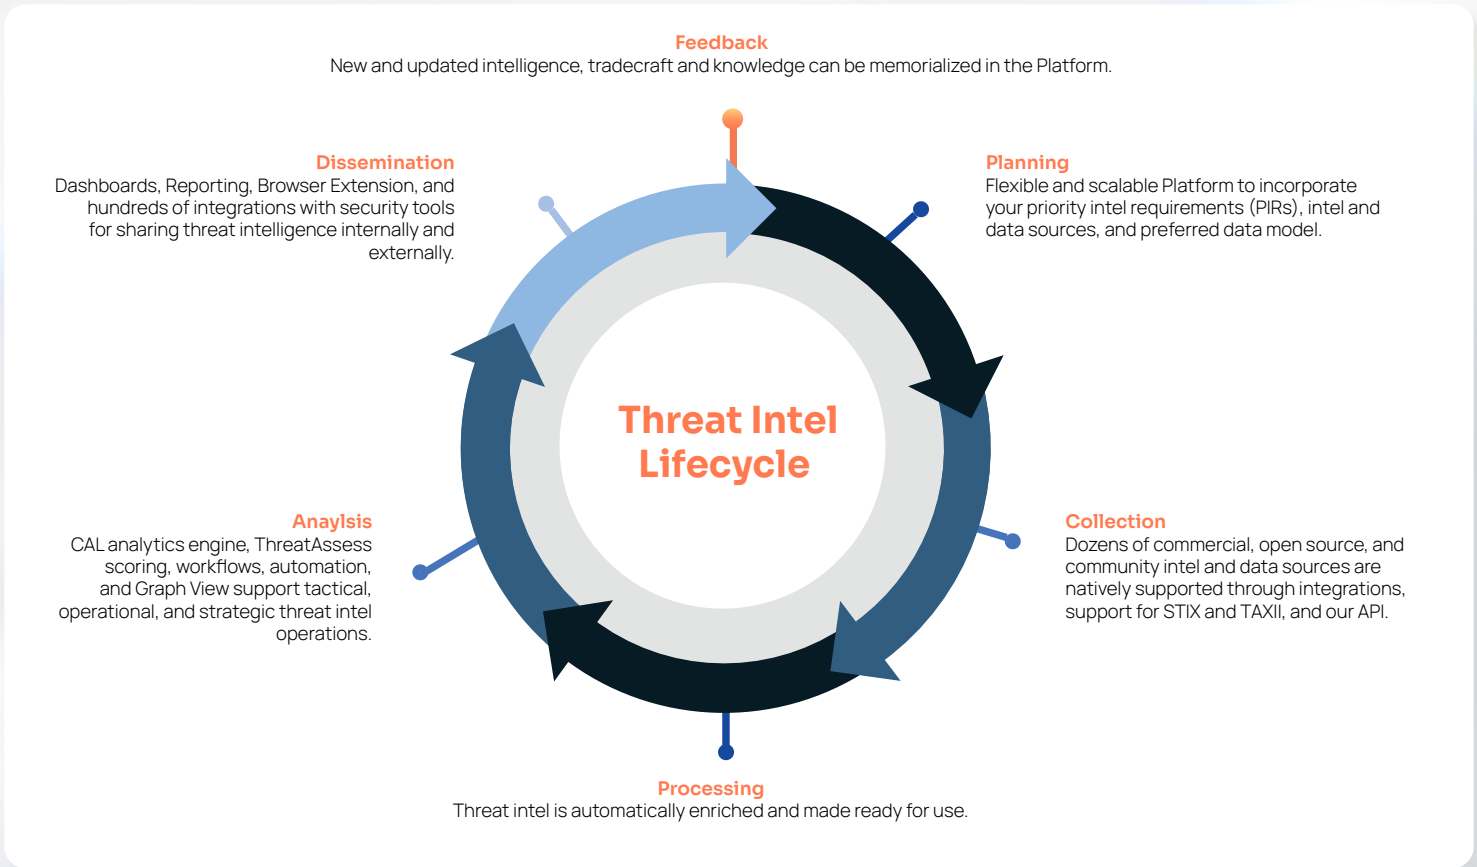 Feedback
New and updated intelligence, tradecraft and knowledge can be memorialized in the Platform.
Planning
Flexible and scalable Platform to incorporate
your priority intel requirements (PIRs), intel and
data sources, and preferred data model.
Collection
Dozens of commercial, open source, and
community intel and data sources are
natively supported through integrations,
support for STIX and TAXII, and our API.
Processing
Threat intel is automatically enriched and made ready for use.
Anaylsis
CAL analytics engine, ThreatAssess
scoring, workflows, automation,
and Graph View support tactical,
operational, and strategic threat intel
operations.
Dissemination
Dashboards, Reporting, Browser Extension, and
hundreds of integrations with security tools
for sharing threat intelligence internally and
externally.
Threat Intel
Lifecycle